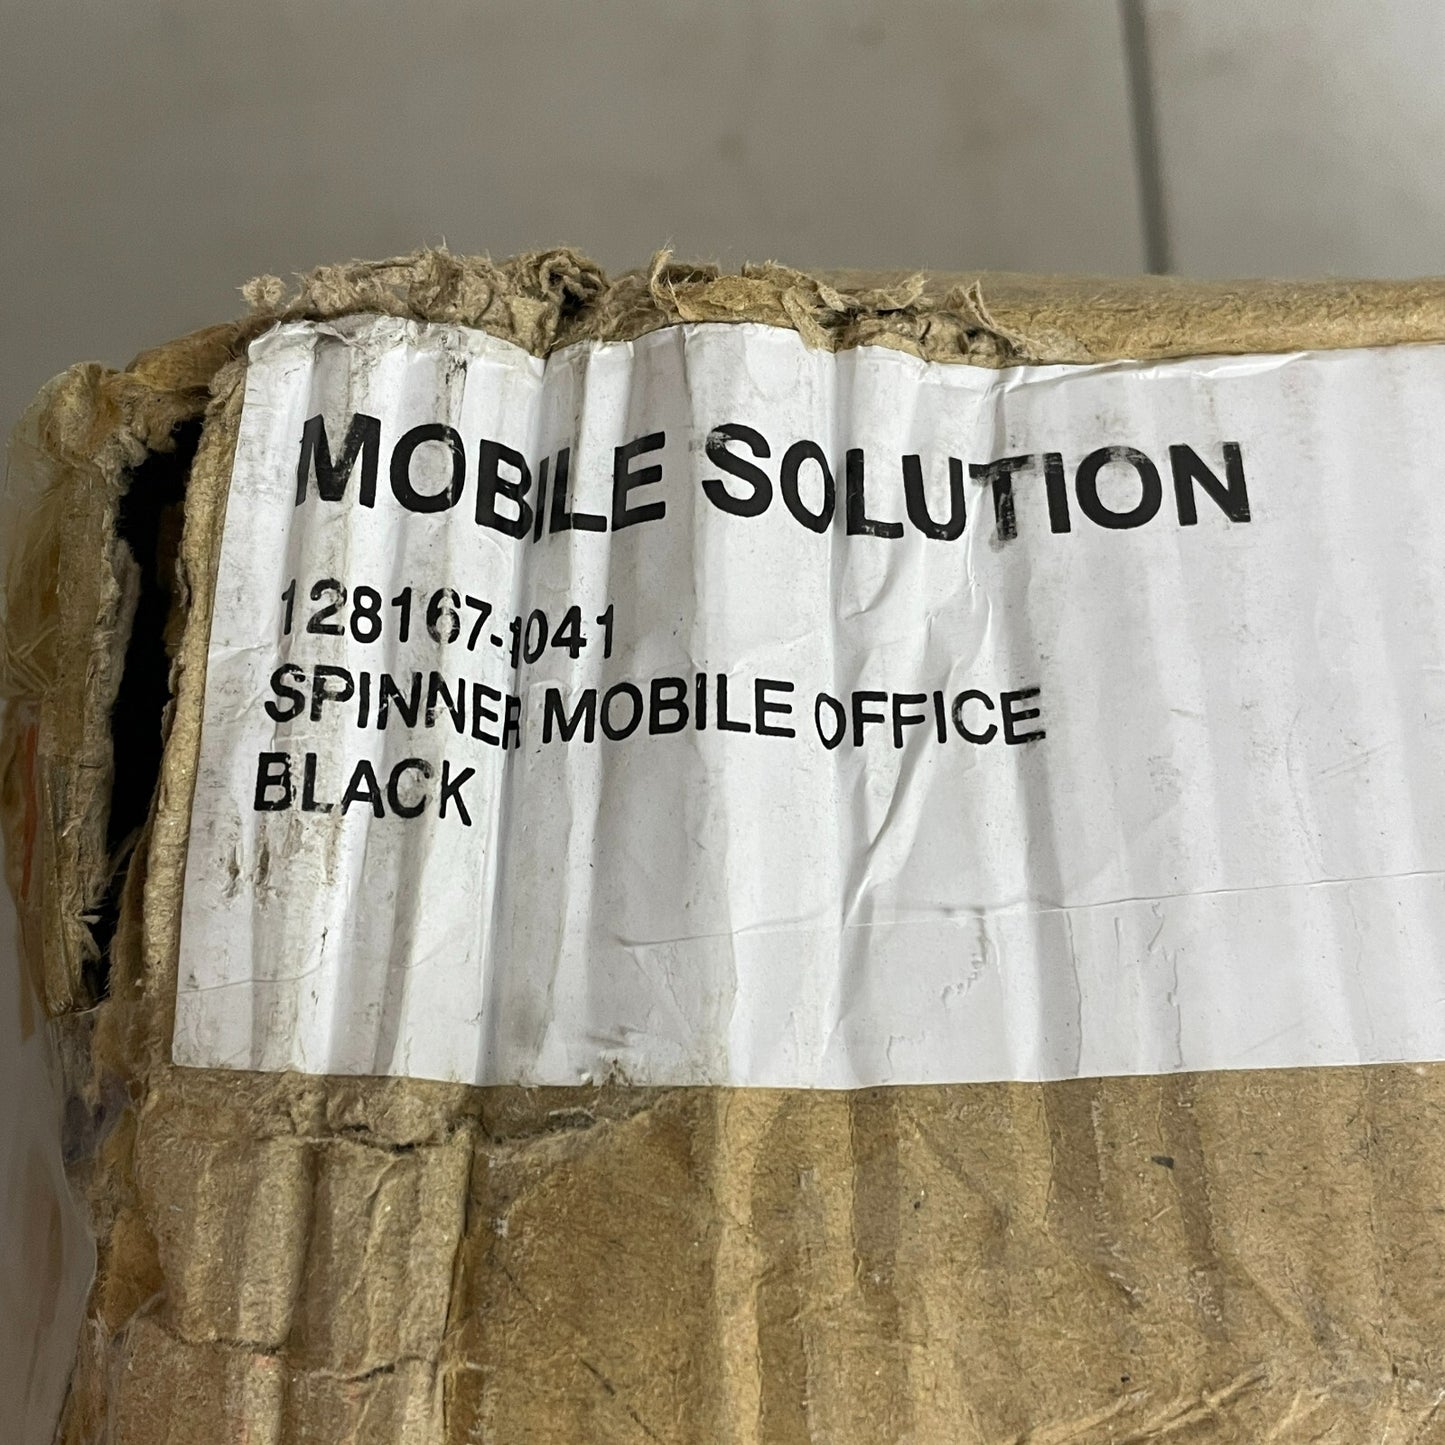 MOBILE SOLUTION
128167-1041
SPINNER MOBILE OFFICE
BLACK